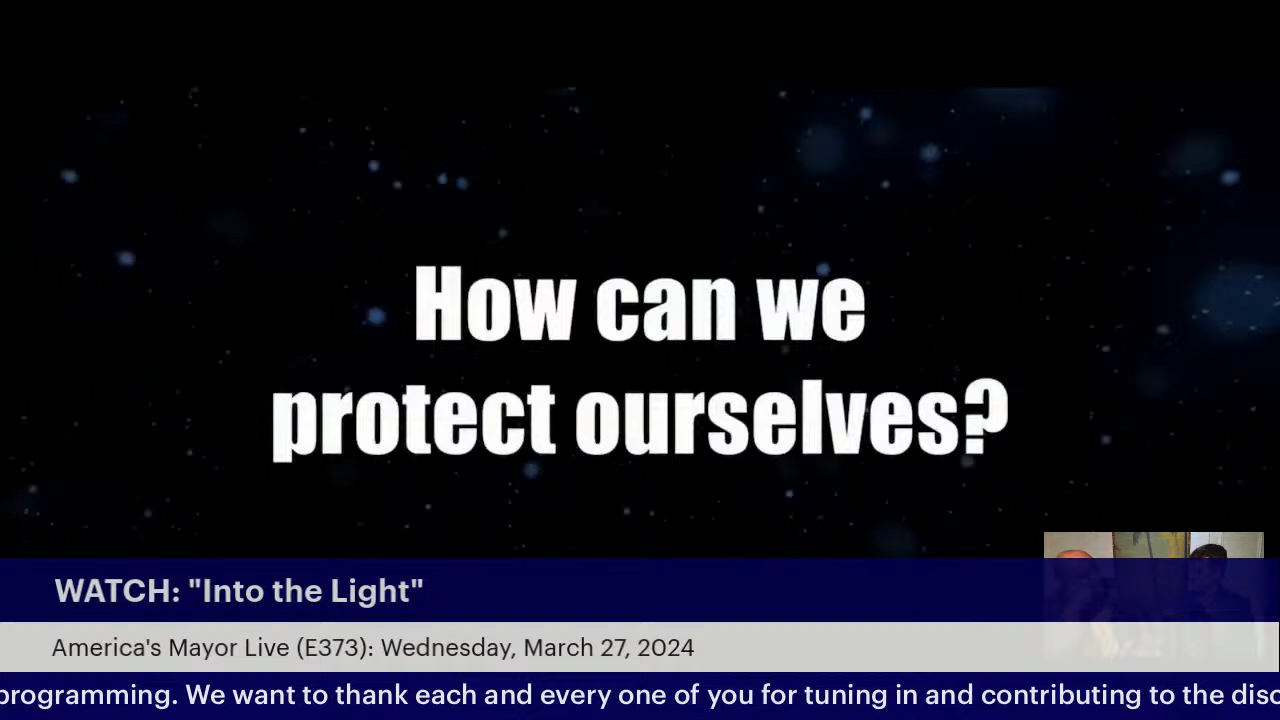 How can we
protect ourselves?
WATCH: "Into the Light"
America's Mayor Live (E373): Wednesday, March 27, 2024
programming. We want to thank each and every one of you for tuning in and contributing to the disc